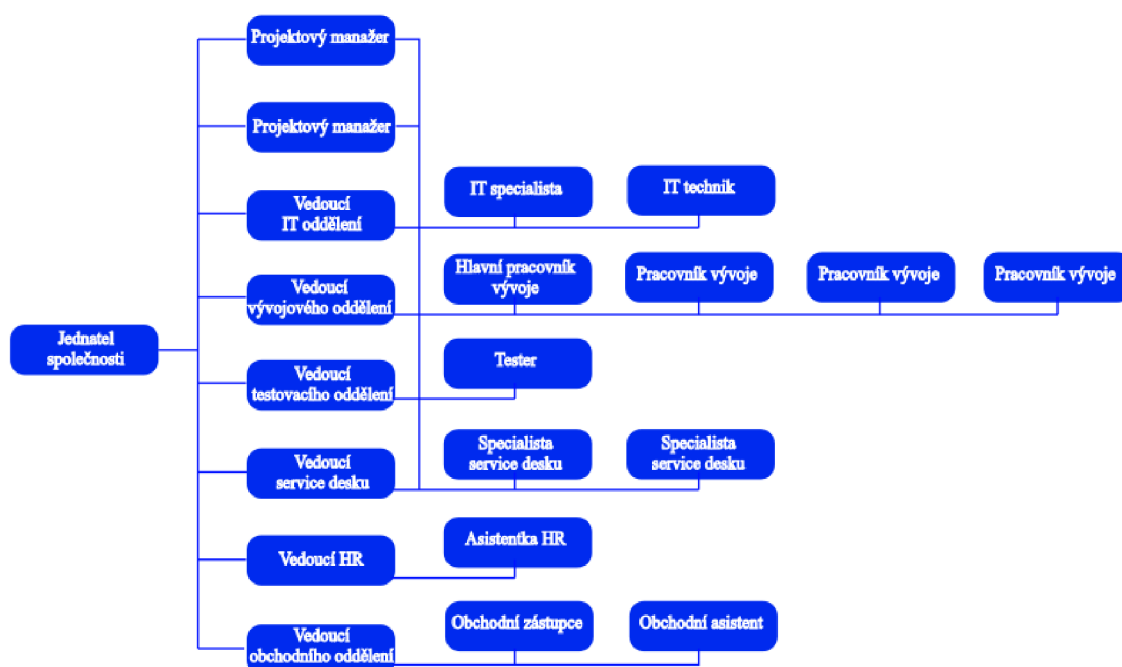 Projektový manažer
Projektový manažer
Vedoucí
IT oddělení
IT specialista
IT technik
Vedoucí
vývojového oddělení
Hlavní pracovník
vývoje
Pracovník vývoje
Pracovník vývoje
Pracovník vývoje
Jednatel
společnosti
Vedoucí
testovacího oddělení
Tester
Vedoucí
service desku
Specialista
service desku
Specialista
service desku
Vedoucí HR
Asistentka HR
Vedoucí
obchodního oddělení
Obchodní zástupce
Obchodní asistent